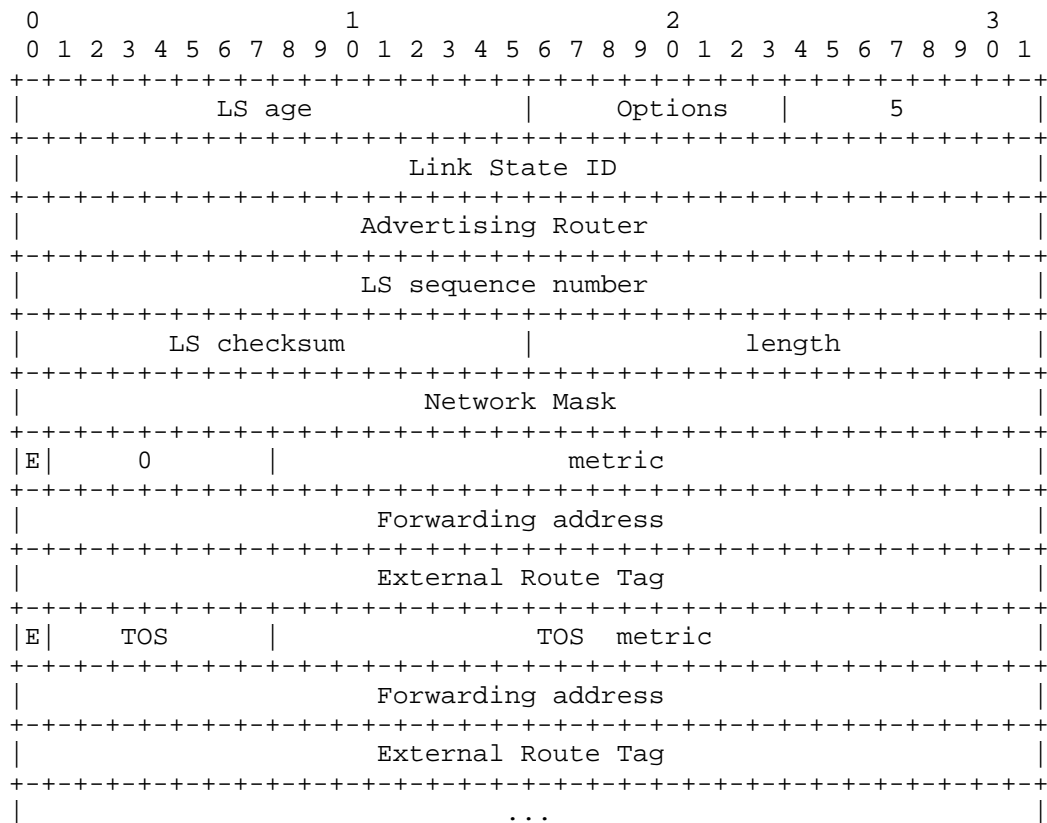 0                   1                   2                   3
 0 1 2 3 4 5 6 7 8 9 0 1 2 3 4 5 6 7 8 9 0 1 2 3 4 5 6 7 8 9 0 1
+-+-+-+-+-+-+-+-+-+-+-+-+-+-+-+-+-+-+-+-+-+-+-+-+-+-+-+-+-+-+-+-+
|            LS age             |     Options   |      5        |
+-+-+-+-+-+-+-+-+-+-+-+-+-+-+-+-+-+-+-+-+-+-+-+-+-+-+-+-+-+-+-+-+
|                        Link State ID                          |
+-+-+-+-+-+-+-+-+-+-+-+-+-+-+-+-+-+-+-+-+-+-+-+-+-+-+-+-+-+-+-+-+
|                     Advertising Router                        |
+-+-+-+-+-+-+-+-+-+-+-+-+-+-+-+-+-+-+-+-+-+-+-+-+-+-+-+-+-+-+-+-+
|                     LS sequence number                        |
+-+-+-+-+-+-+-+-+-+-+-+-+-+-+-+-+-+-+-+-+-+-+-+-+-+-+-+-+-+-+-+-+
|         LS checksum           |             length            |
+-+-+-+-+-+-+-+-+-+-+-+-+-+-+-+-+-+-+-+-+-+-+-+-+-+-+-+-+-+-+-+-+
|                         Network Mask                          |
+-+-+-+-+-+-+-+-+-+-+-+-+-+-+-+-+-+-+-+-+-+-+-+-+-+-+-+-+-+-+-+-+
|E|     0       |                  metric                       |
+-+-+-+-+-+-+-+-+-+-+-+-+-+-+-+-+-+-+-+-+-+-+-+-+-+-+-+-+-+-+-+-+
|                      Forwarding address                       |
+-+-+-+-+-+-+-+-+-+-+-+-+-+-+-+-+-+-+-+-+-+-+-+-+-+-+-+-+-+-+-+-+
|                      External Route Tag                       |
+-+-+-+-+-+-+-+-+-+-+-+-+-+-+-+-+-+-+-+-+-+-+-+-+-+-+-+-+-+-+-+-+
|E|    TOS      |                TOS  metric                    |
+-+-+-+-+-+-+-+-+-+-+-+-+-+-+-+-+-+-+-+-+-+-+-+-+-+-+-+-+-+-+-+-+
|                      Forwarding address                       |
+-+-+-+-+-+-+-+-+-+-+-+-+-+-+-+-+-+-+-+-+-+-+-+-+-+-+-+-+-+-+-+-+
|                      External Route Tag                       |
+-+-+-+-+-+-+-+-+-+-+-+-+-+-+-+-+-+-+-+-+-+-+-+-+-+-+-+-+-+-+-+-+
|                              ...                              |